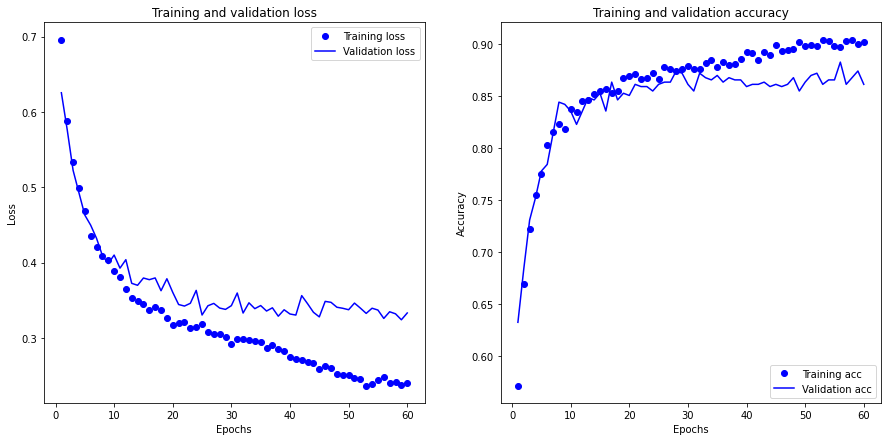 Training and validation loss
Training loss
Validation loss
0.7
0.6
0.5
0.4
0.3
Loss
0
10
20
30
40
50
60
Epochs
Training and validation accuracy
0.90
0.85
0.80
0.75
0.70
0.65
0.60
Accuracy
Training acc
Validation acc
0
10
20
30
40
50
60
Epochs